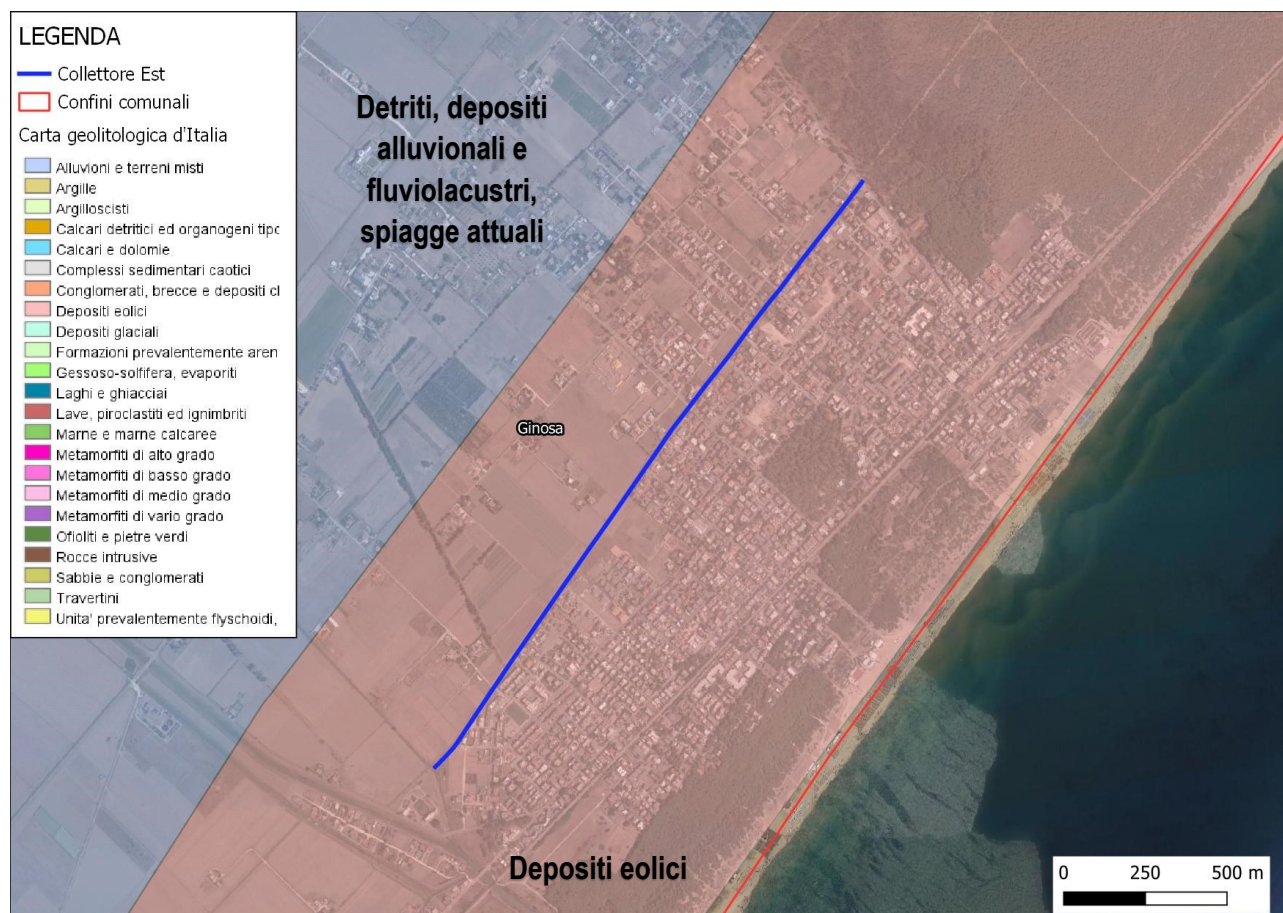 LEGENDA
Collettore Est
Confini comunali
Carta geolitologica d'Italia
Alluvioni e terreni misti
Argille
Argilloscisti
Calcari detritici ed organogeni tipo
Calcari e dolomie
Complessi sedimentari caotici
Conglomerati, brecce e depositi cl
Depositi eolici
Depositi glaciali
Formazioni prevalentemente aren
Gessoso-solfifera, evaporiti
Laghi e ghiacciai
Lave, piroclastiti ed ignimbriti
Marne e marne calcaree
Metamorfiti di alto grado
Metamorfiti di basso grado
Metamorfiti di medio grado
Metamorfiti di vario grado
Ofioliti e pietre verdi
Rocce intrusive
Sabbie e conglomerati
Travertini
Unita' prevalentemente flyschoidi,
Detriti, depositi
alluvionali e
fluviolacustri,
spiagge attuali
Ginosa
Depositi eolici
0 250 500 m